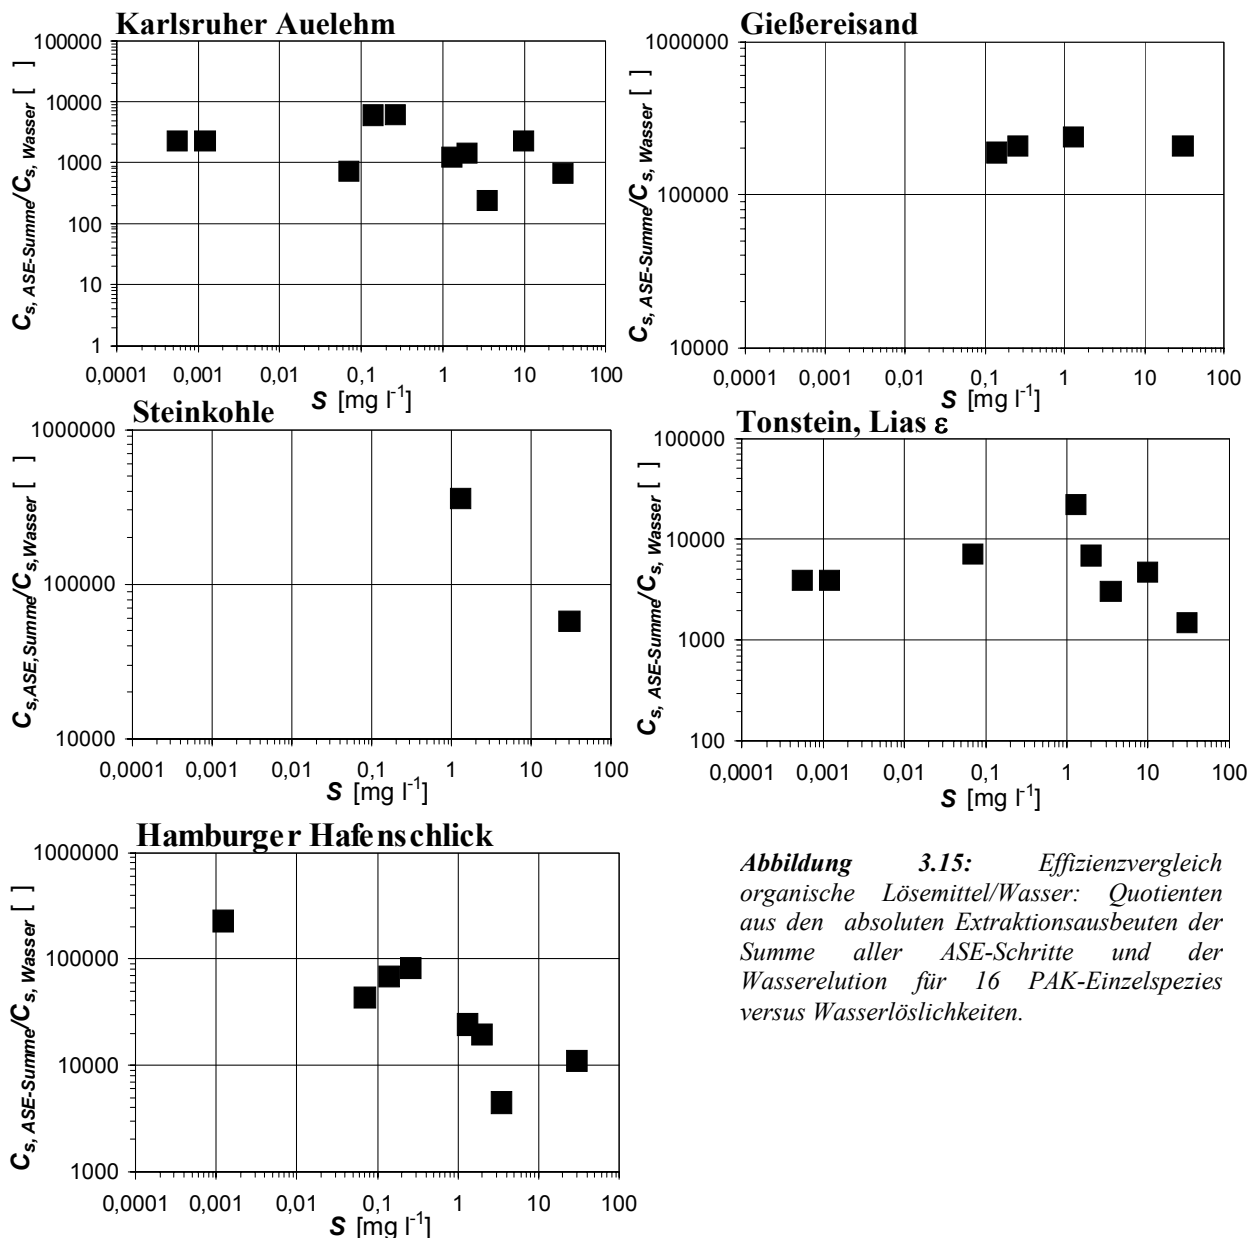 Karlsruher Auelehm
C_s, ASE-Summe/C_s, Wasser [ ]
100000
10000
1000
100
10
1
0,0001 0,001 0,01 0,1 1 10 100
S [mg l⁻¹]
Gießereisand
C_s, ASE-Summe/C_s, Wasser [ ]
1000000
100000
10000
0,0001 0,001 0,01 0,1 1 10 100
S [mg l⁻¹]
Steinkohle
C_s,ASE,Summe/C_s,Wasser [ ]
1000000
100000
10000
0,0001 0,001 0,01 0,1 1 10 100
S [mg l⁻¹]
Tonstein, Lias ε
C_s, ASE-Summe/C_s, Wasser [ ]
100000
10000
1000
100
0,0001 0,001 0,01 0,1 1 10 100
S [mg l⁻¹]
Hamburger Hafenschlick
C_s, ASE-Summe/C_s, Wasser [ ]
1000000
100000
10000
1000
0,0001 0,001 0,01 0,1 1 10 100
S [mg l⁻¹]
Abbildung 3.15: Effizienzvergleich
organische Lösemittel/Wasser: Quotienten
aus den absoluten Extraktionsausbeuten der
Summe aller ASE-Schritte und der
Wasserelution für 16 PAK-Einzelspezies
versus Wasserlöslichkeiten.